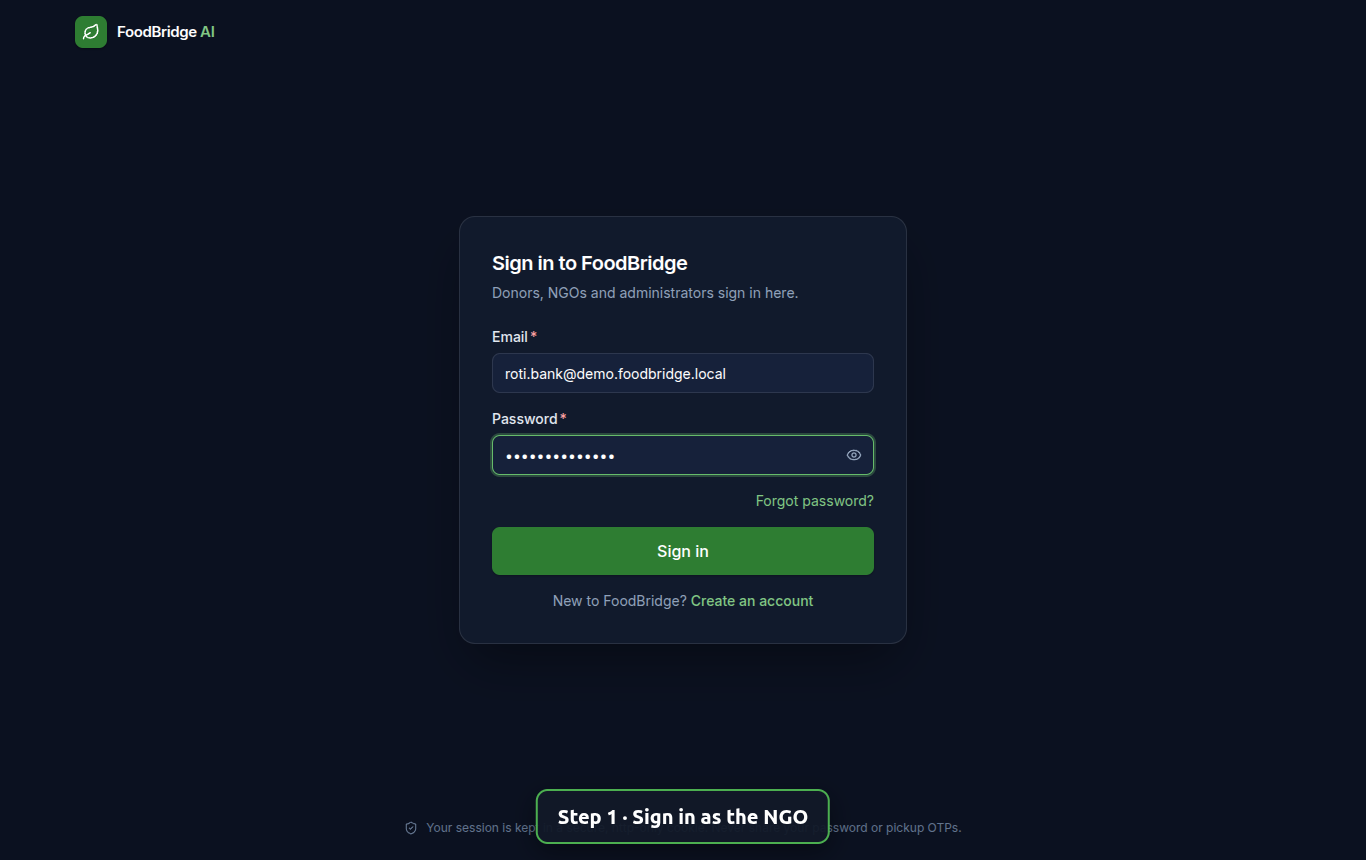 FoodBridge AI
Sign in to FoodBridge
Donors, NGOs and administrators sign in here.
Email *
roti.bank@demo.foodbridge.local
Password *
••••••••••••••
Forgot password?
Sign in
New to FoodBridge? Create an account
Your session is kept
or pickup OTPs.
Step 1 · Sign in as the NGO